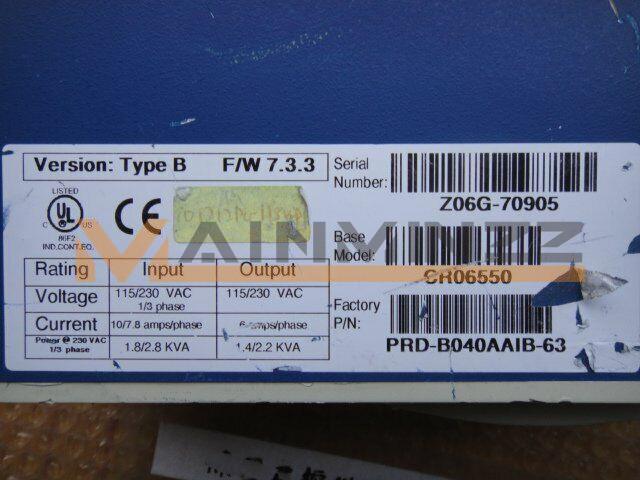 Version: Type B F/W 7.3.3
Serial Number: Z06G-70905
LISTED
C UL US
86F2
IND.CONT.EQ.
CE
MAINVINZZ
Base Model: CR06550
Rating Input Output
Voltage 115/230 VAC 1/3 phase 115/230 VAC
Current 10/7.8 amps/phase amps/phase
Power @ 230 VAC 1/3 phase 1.8/2.8 KVA 1.4/2.2 KVA
Factory P/N: PRD-B040AAIB-63